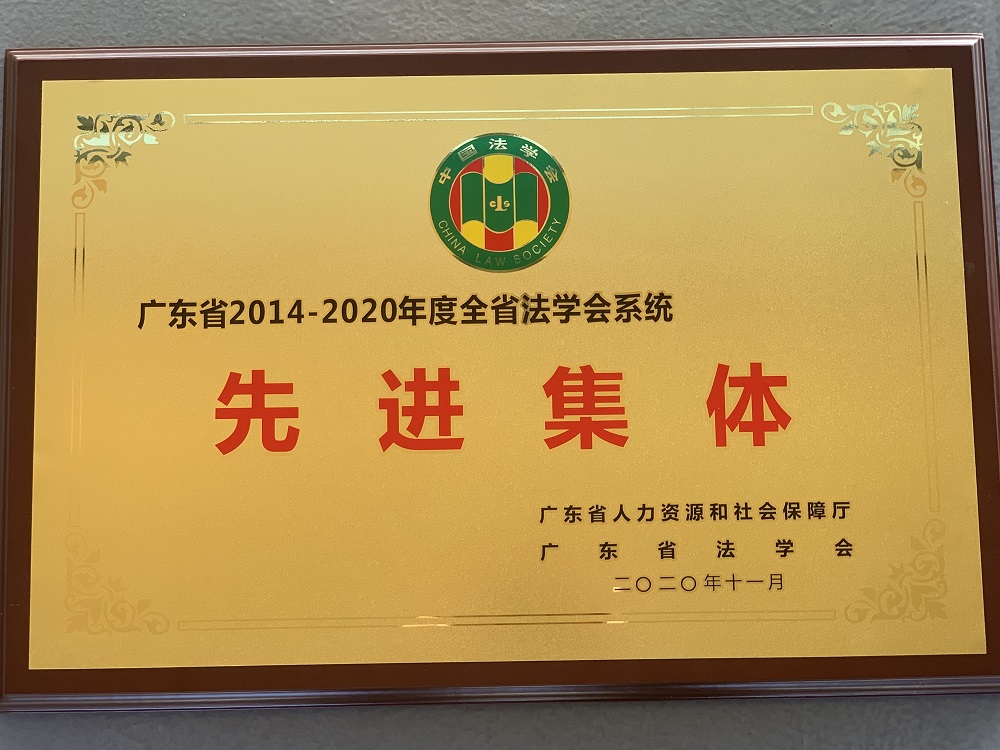 中国法学会
CLS
CHINA LAW SOCIETY
广东省2014-2020年度全省法学会系统
先进集体
广东省人力资源和社会保障厅
广东省法学会
二〇二〇年十一月